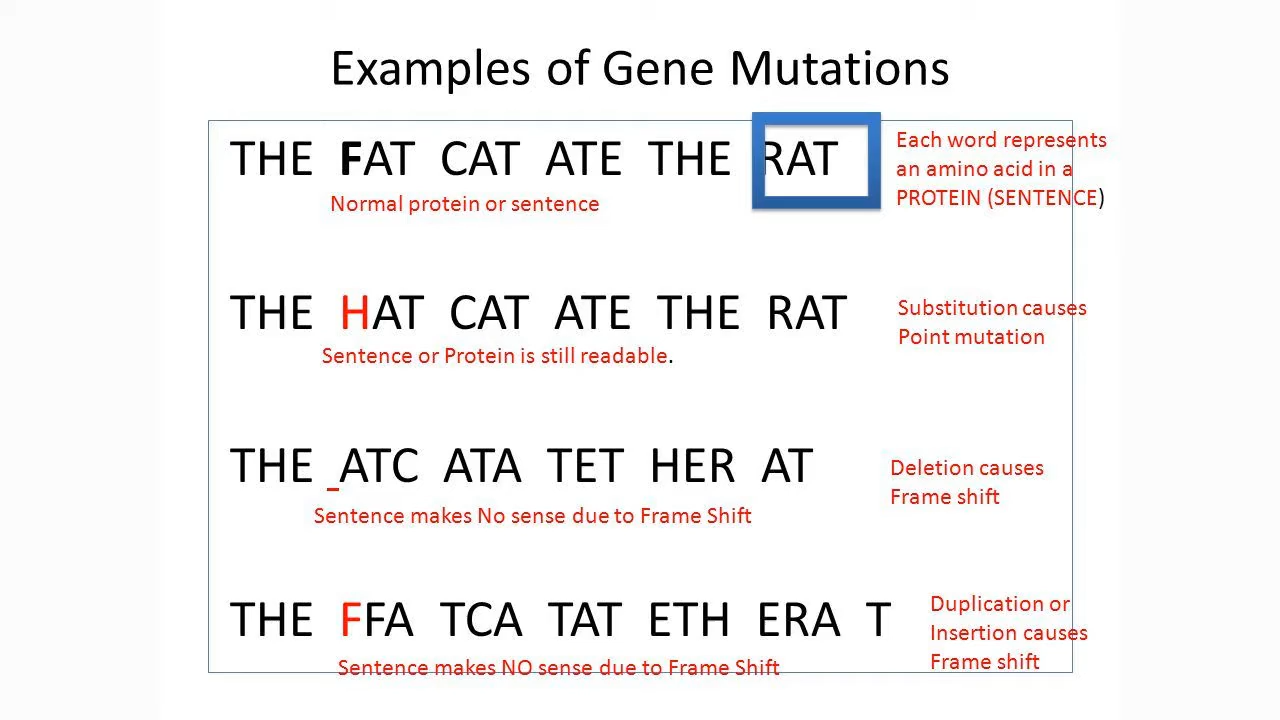 Examples of Gene Mutations
THE FAT CAT ATE THE RAT
Each word represents
an amino acid in a
PROTEIN (SENTENCE)
Normal protein or sentence
THE HAT CAT ATE THE RAT
Substitution causes
Point mutation
Sentence or Protein is still readable.
THE _ATC ATA TET HER AT
Deletion causes
Frame shift
Sentence makes No sense due to Frame Shift
THE FFA TCA TAT ETH ERA T
Duplication or
Insertion causes
Frame shift
Sentence makes NO sense due to Frame Shift